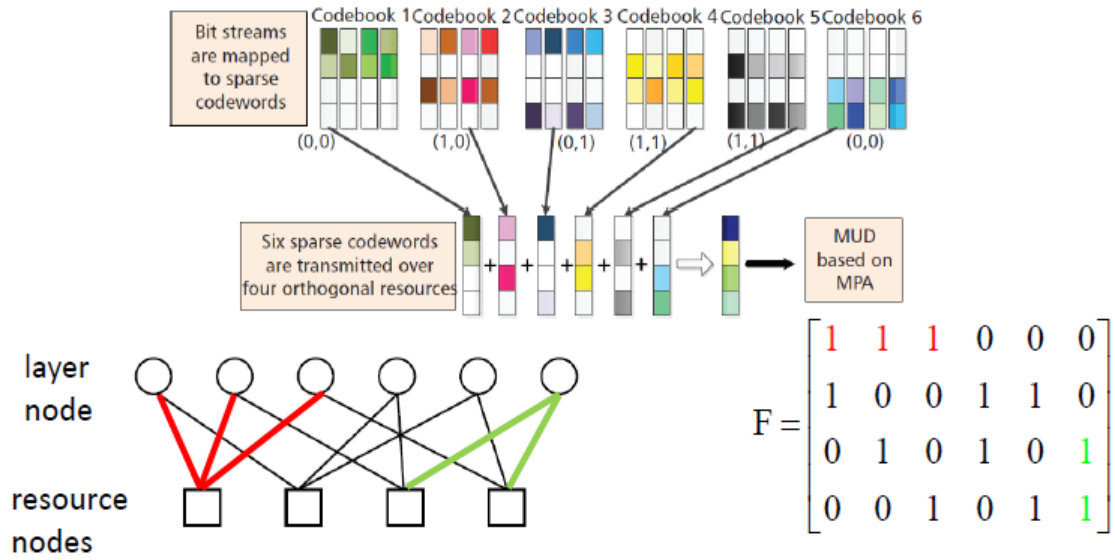 Codebook 1 Codebook 2 Codebook 3 Codebook 4 Codebook 5 Codebook 6
Bit streams
are mapped
to sparse
codewords
(0,0) (1,0) (0,1) (1,1) (1,1) (0,0)
Six sparse codewords
are transmitted over
four orthogonal resources
+ + + + +
MUD
based on
MPA
layer
node
resource
nodes
1 1 1 0 0 0
1 0 0 1 1 0
F =
0 1 0 1 0 1
0 0 1 0 1 1